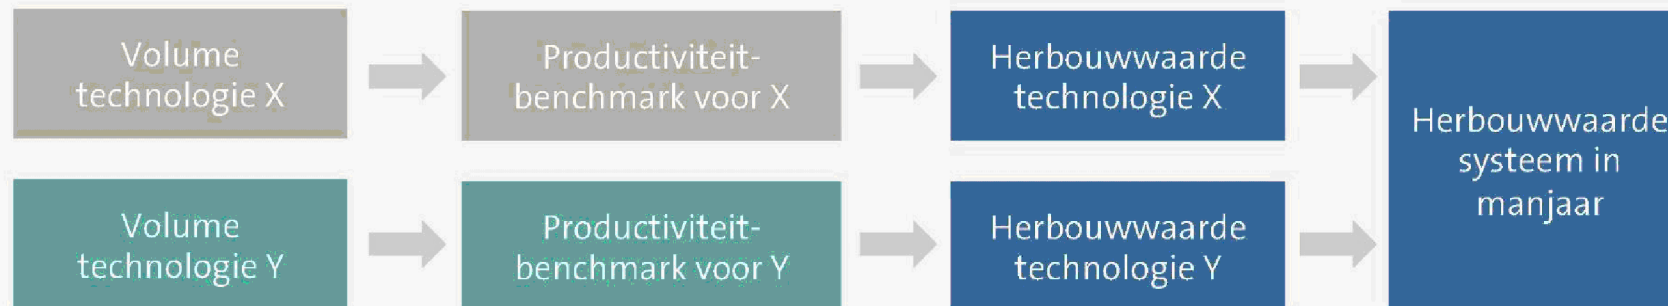 Volume
technologie X
Productiviteit-
benchmark voor X
Herbouwwaarde
technologie X
Herbouwwaarde
systeem in
manjaar
Volume
technologie Y
Productiviteit-
benchmark voor Y
Herbouwwaarde
technologie Y